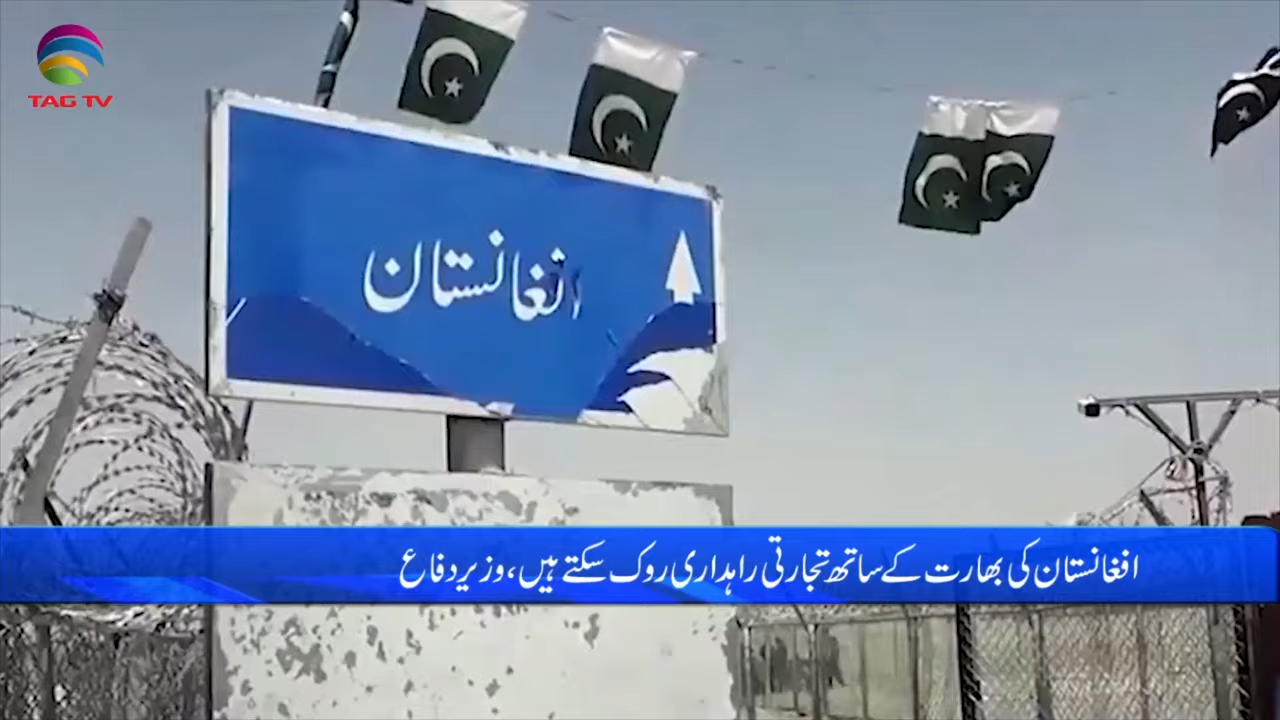 TAG TV
افغانستان
افغانستان کی بھارت کے ساتھ تجارتی راہداری روک سکتے ہیں، وزیرِ دفاع